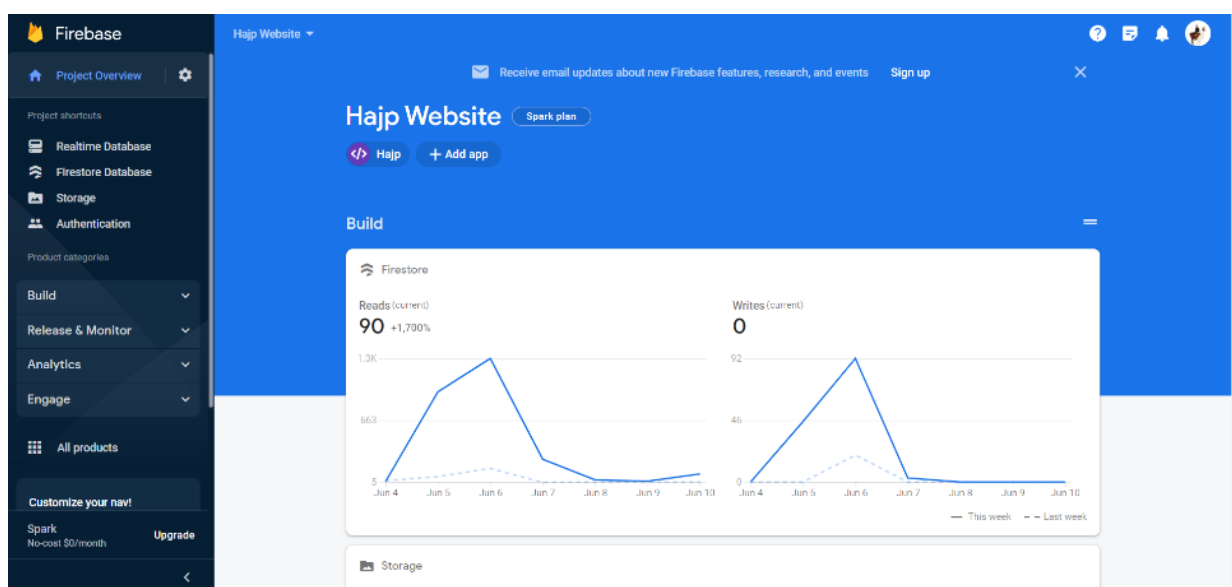 Firebase
Hajp Website
Project Overview
Receive email updates about new Firebase features, research, and events Sign up
Project shortcuts
Realtime Database
Firestore Database
Storage
Authentication
Product categories
Build
Release & Monitor
Analytics
Engage
All products
Customize your nav!
Spark
No-cost $0/month
Upgrade
Hajp Website Spark plan
</> Hajp + Add app
Build
Firestore
Reads (current)
90 +1,700%
1.3K
663
5
Jun 4 Jun 5 Jun 6 Jun 7 Jun 8 Jun 9 Jun 10
Writes (current)
0
92
46
0
Jun 4 Jun 5 Jun 6 Jun 7 Jun 8 Jun 9 Jun 10
This week Last week
Storage